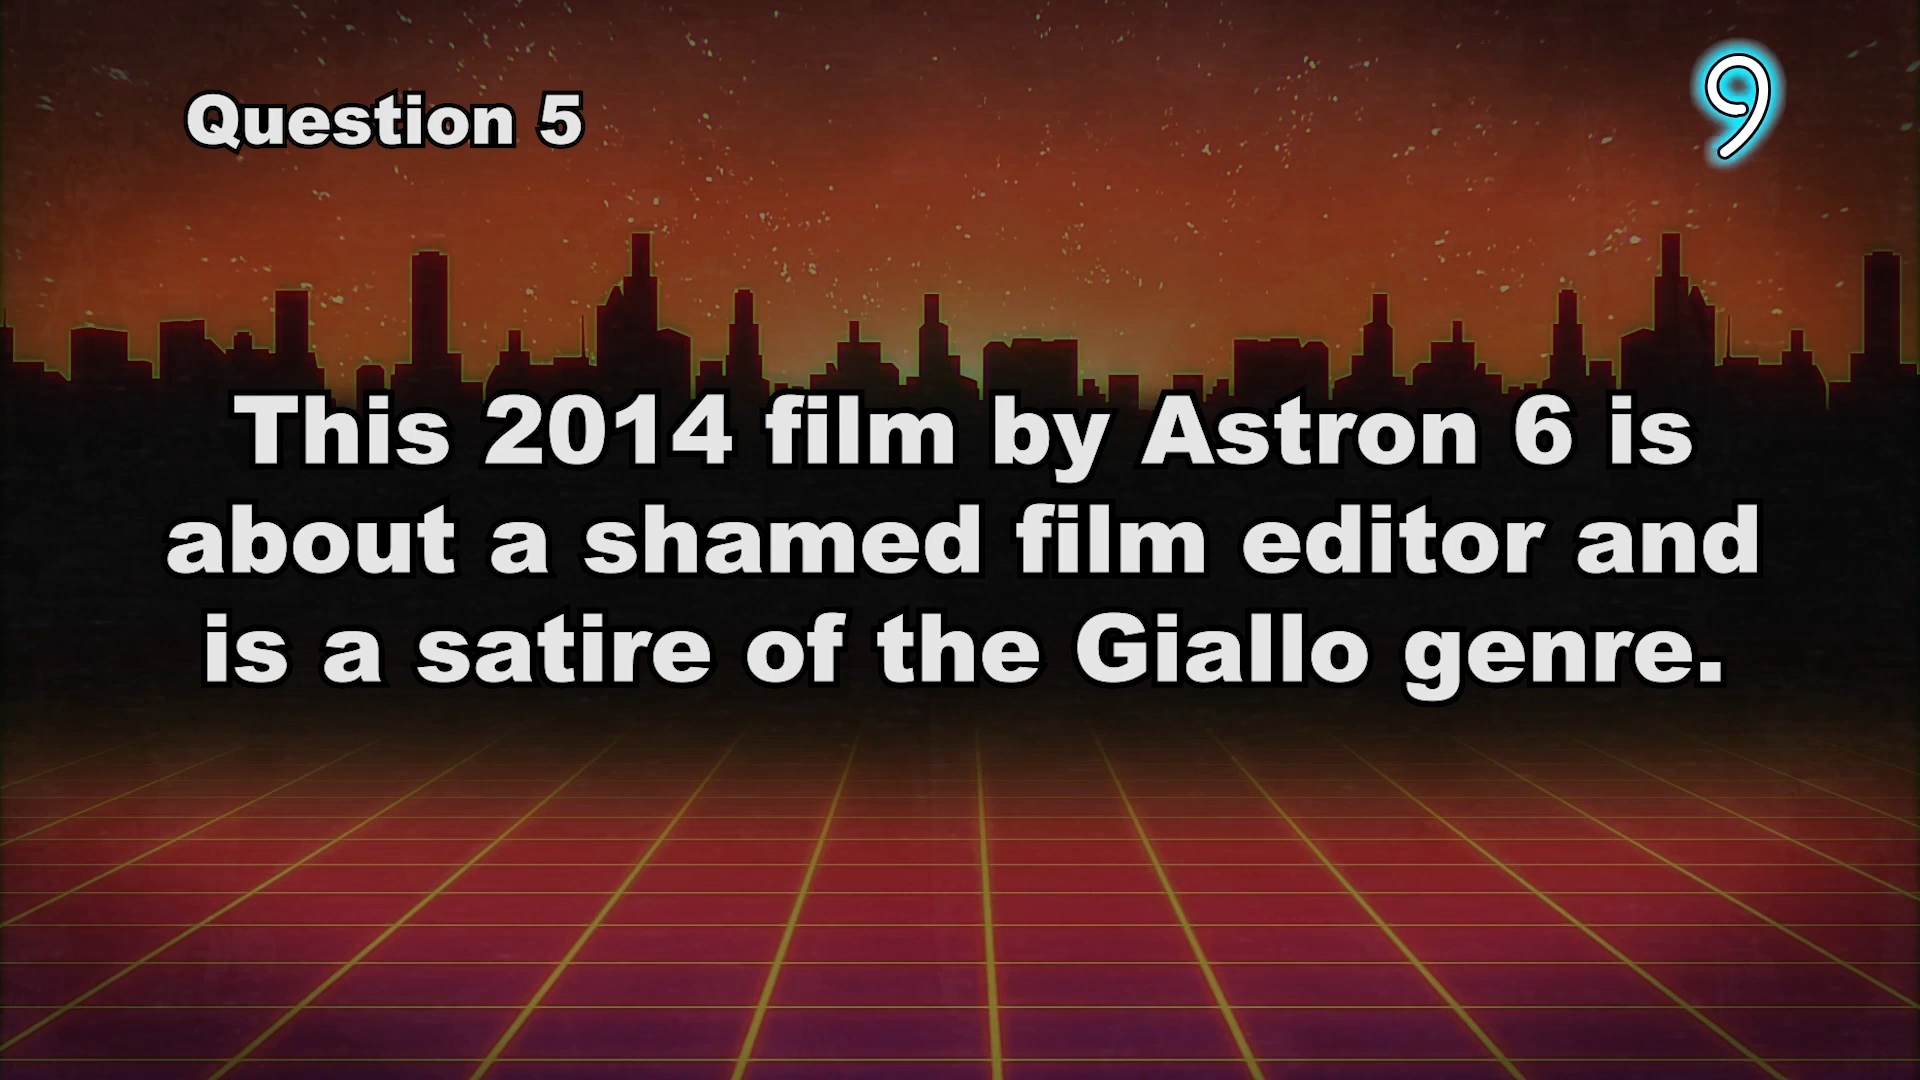 Question 5
9
This 2014 film by Astron 6 is
about a shamed film editor and
is a satire of the Giallo genre.